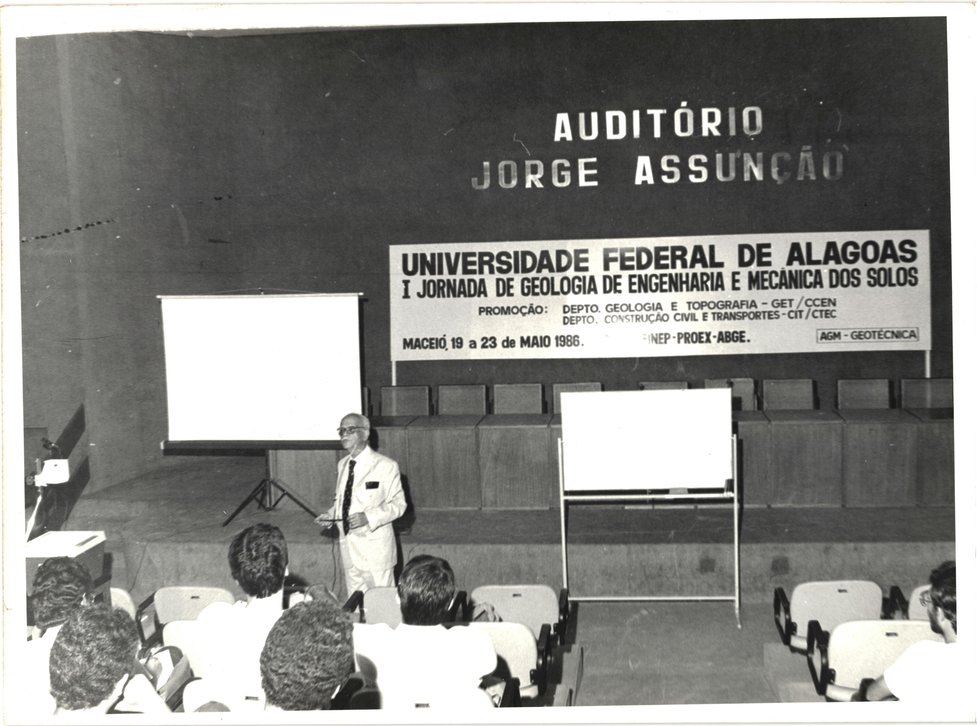 AUDITÓRIO
JORGE ASSUNÇÃO
UNIVERSIDADE FEDERAL DE ALAGOAS
I JORNADA DE GEOLOGIA DE ENGENHARIA E MECÂNICA DOS SOLOS
PROMOÇÃO: DEPTO. GEOLOGIA E TOPOGRAFIA - GET/CCEN
DEPTO. CONSTRUÇÃO CIVIL E TRANSPORTES - CIT/CTEC
MACEIÓ, 19 a 23 de MAIO 1986. -PROEX-ABGE.
AGM - GEOTÉCNICA